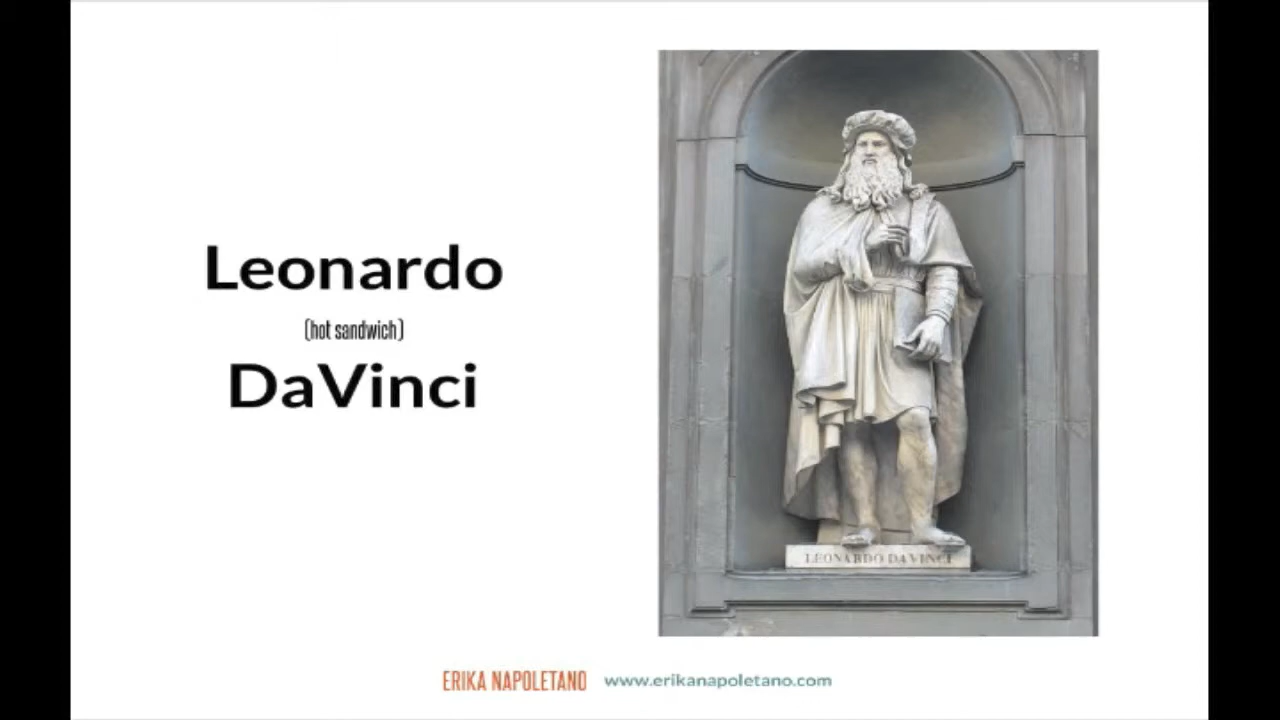 Leonardo
(hot sandwich)
DaVinci
LEONARDO DA VINCI
ERIKA NAPOLETANO www.erikanapoletano.com